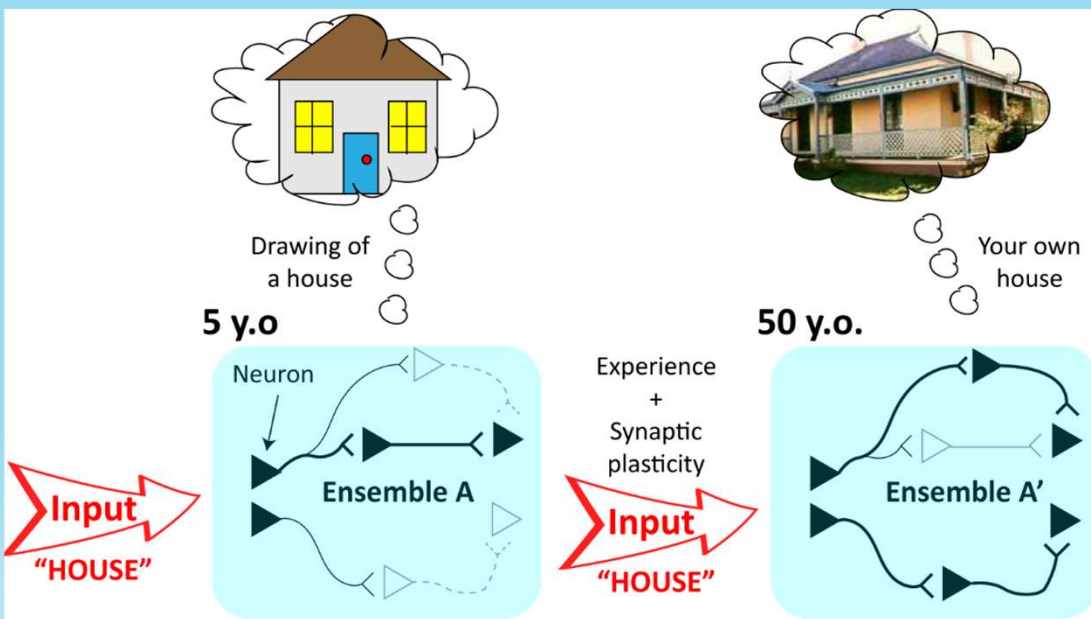 Drawing of
a house
Your own
house
5 y.o
50 y.o.
Neuron
Experience
+
Synaptic
plasticity
Input
Ensemble A
Input
Ensemble A’
“HOUSE”
“HOUSE”